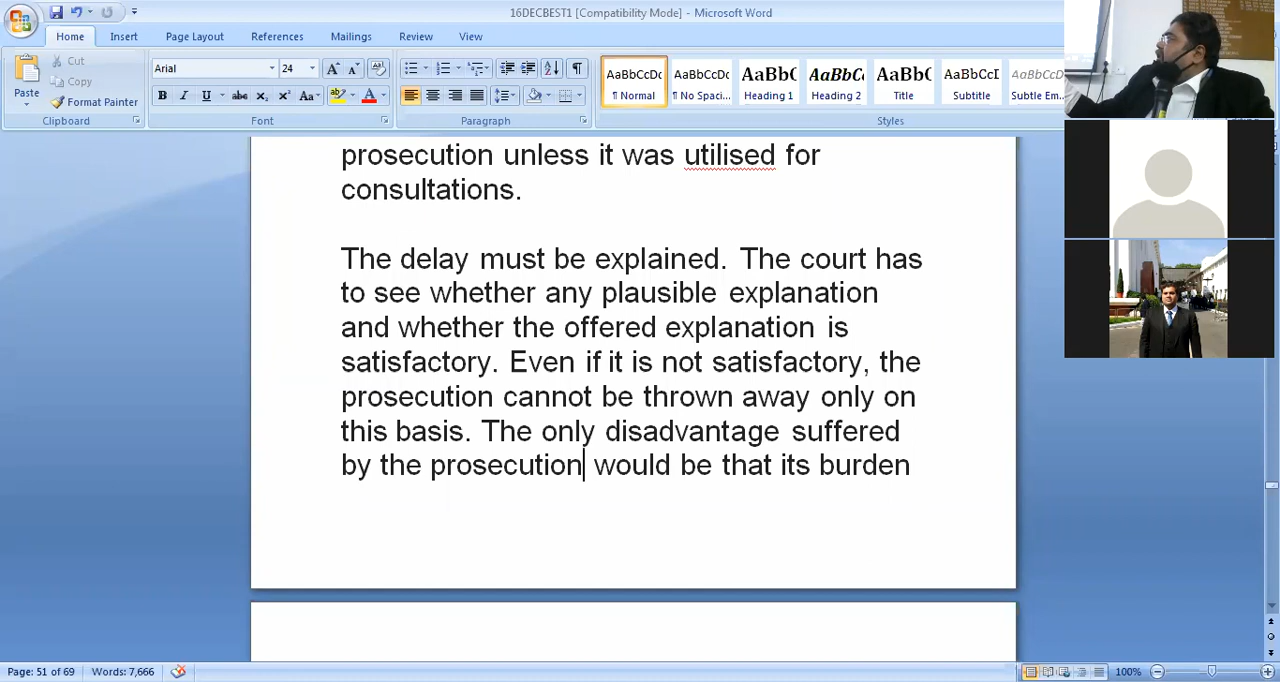 16DECBEST1 [Compatibility Mode] - Microsoft Word
Home Insert Page Layout References Mailings Review View
Cut
Copy
Paste
Format Painter
Clipboard
Arial 24
Font
Paragraph
AaBbCcDc AaBbCcDc AaBbC AaBbC AaBbC AaBbCcI AaBbCcDc
¶ Normal ¶ No Spaci... Heading 1 Heading 2 Title Subtitle Subtle Em...
Styles
prosecution unless it was utilised for
consultations.
The delay must be explained. The court has
to see whether any plausible explanation
and whether the offered explanation is
satisfactory. Even if it is not satisfactory, the
prosecution cannot be thrown away only on
this basis. The only disadvantage suffered
by the prosecution would be that its burden
Page: 51 of 69 Words: 7,666
100%